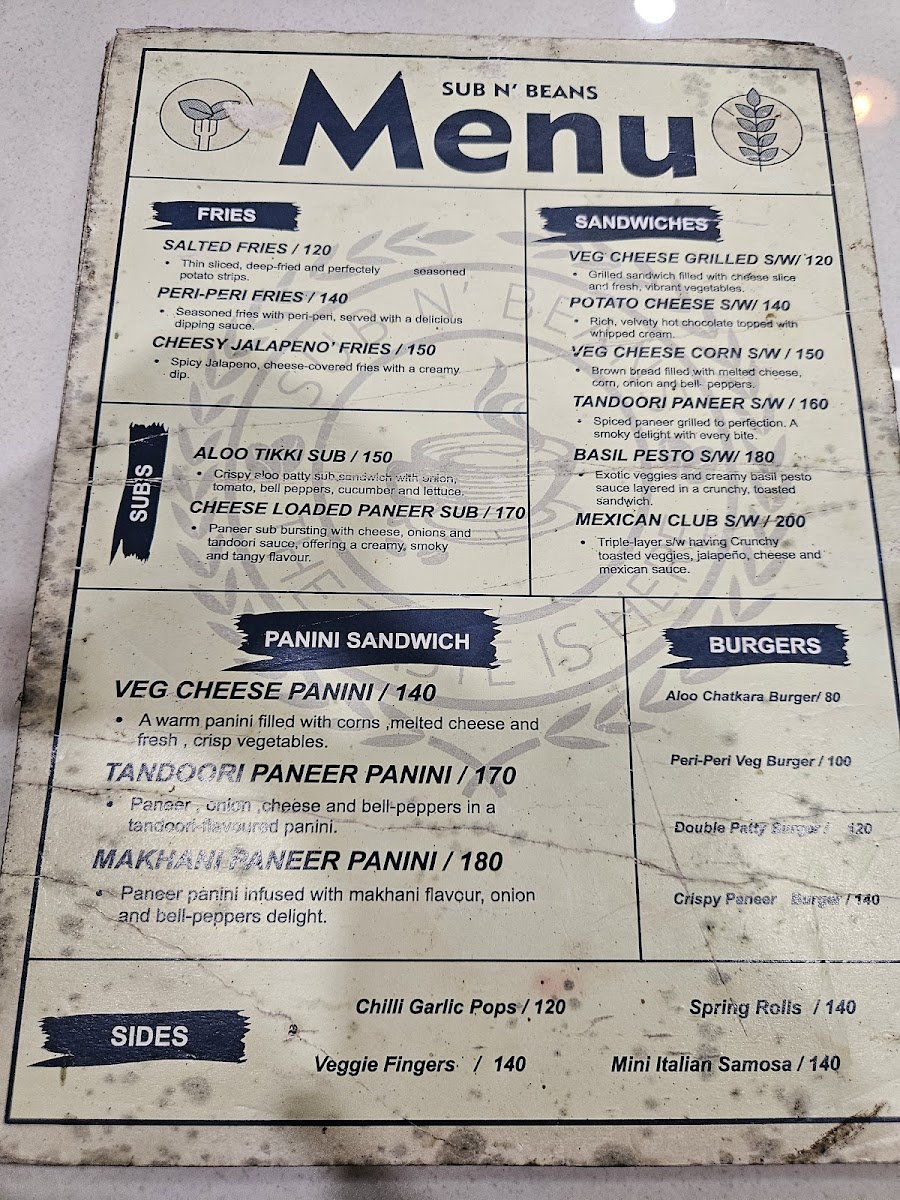 SUB N' BEANS
Menu
FRIES
SALTED FRIES / 120
• Thin sliced, deep-fried and perfectely seasoned
potato strips.
PERI-PERI FRIES / 140
• Seasoned fries with peri-peri, served with a delicious
dipping sauce.
CHEESY JALAPENO' FRIES / 150
• Spicy Jalapeno, cheese-covered fries with a creamy
dip.
SUB'S
ALOO TIKKI SUB / 150
• Crispy aloo patty sub sandwich with onion,
tomato, bell peppers, cucumber and lettuce.
CHEESE LOADED PANEER SUB / 170
• Paneer sub bursting with cheese, onions and
tandoori sauce, offering a creamy, smoky
and tangy flavour.
SANDWICHES
VEG CHEESE GRILLED S/W/ 120
• Grilled sandwich filled with cheese slice
and fresh, vibrant vegetables.
POTATO CHEESE S/W/ 140
• Rich, velvety hot chocolate topped with
whipped cream.
VEG CHEESE CORN S/W / 150
• Brown bread filled with melted cheese,
corn, onion and bell- peppers.
TANDOORI PANEER S/W / 160
• Spiced paneer grilled to perfection. A
smoky delight with every bite.
BASIL PESTO S/W/ 180
• Exotic veggies and creamy basil pesto
sauce layered in a crunchy, toasted
sandwich.
MEXICAN CLUB S/W / 200
• Triple-layer s/w having Crunchy
toasted veggies, jalapeño, cheese and
mexican sauce.
PANINI SANDWICH
VEG CHEESE PANINI / 140
• A warm panini filled with corns ,melted cheese and
fresh , crisp vegetables.
TANDOORI PANEER PANINI / 170
• Paneer , onion ,cheese and bell-peppers in a
tandoori-flavoured panini.
MAKHANI PANEER PANINI / 180
• Paneer panini infused with makhani flavour, onion
and bell-peppers delight.
BURGERS
Aloo Chatkara Burger/ 80
Peri-Peri Veg Burger / 100
Double Patty Burger / 120
Crispy Paneer Burger / 140
SIDES
Chilli Garlic Pops / 120
Spring Rolls / 140
Veggie Fingers / 140
Mini Italian Samosa / 140
SUB N' BE
TE IS HE